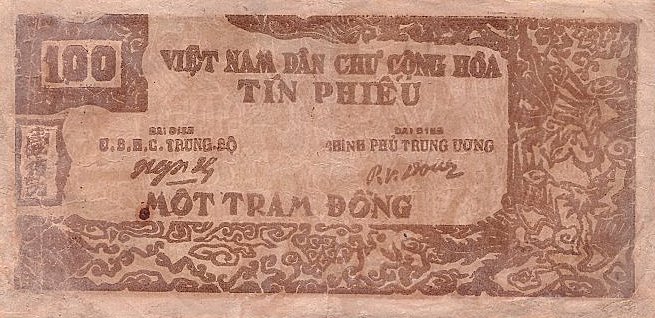 100
VIỆT NAM DÂN CHỦ CỘNG HÒA
TÍN PHIẾU
ĐẠI DIỆN
U.B.H.C. TRUNG.BỘ
ĐẠI DIỆN
CHÍNH PHỦ TRUNG ƯƠNG
MỘT TRĂM ĐỒNG